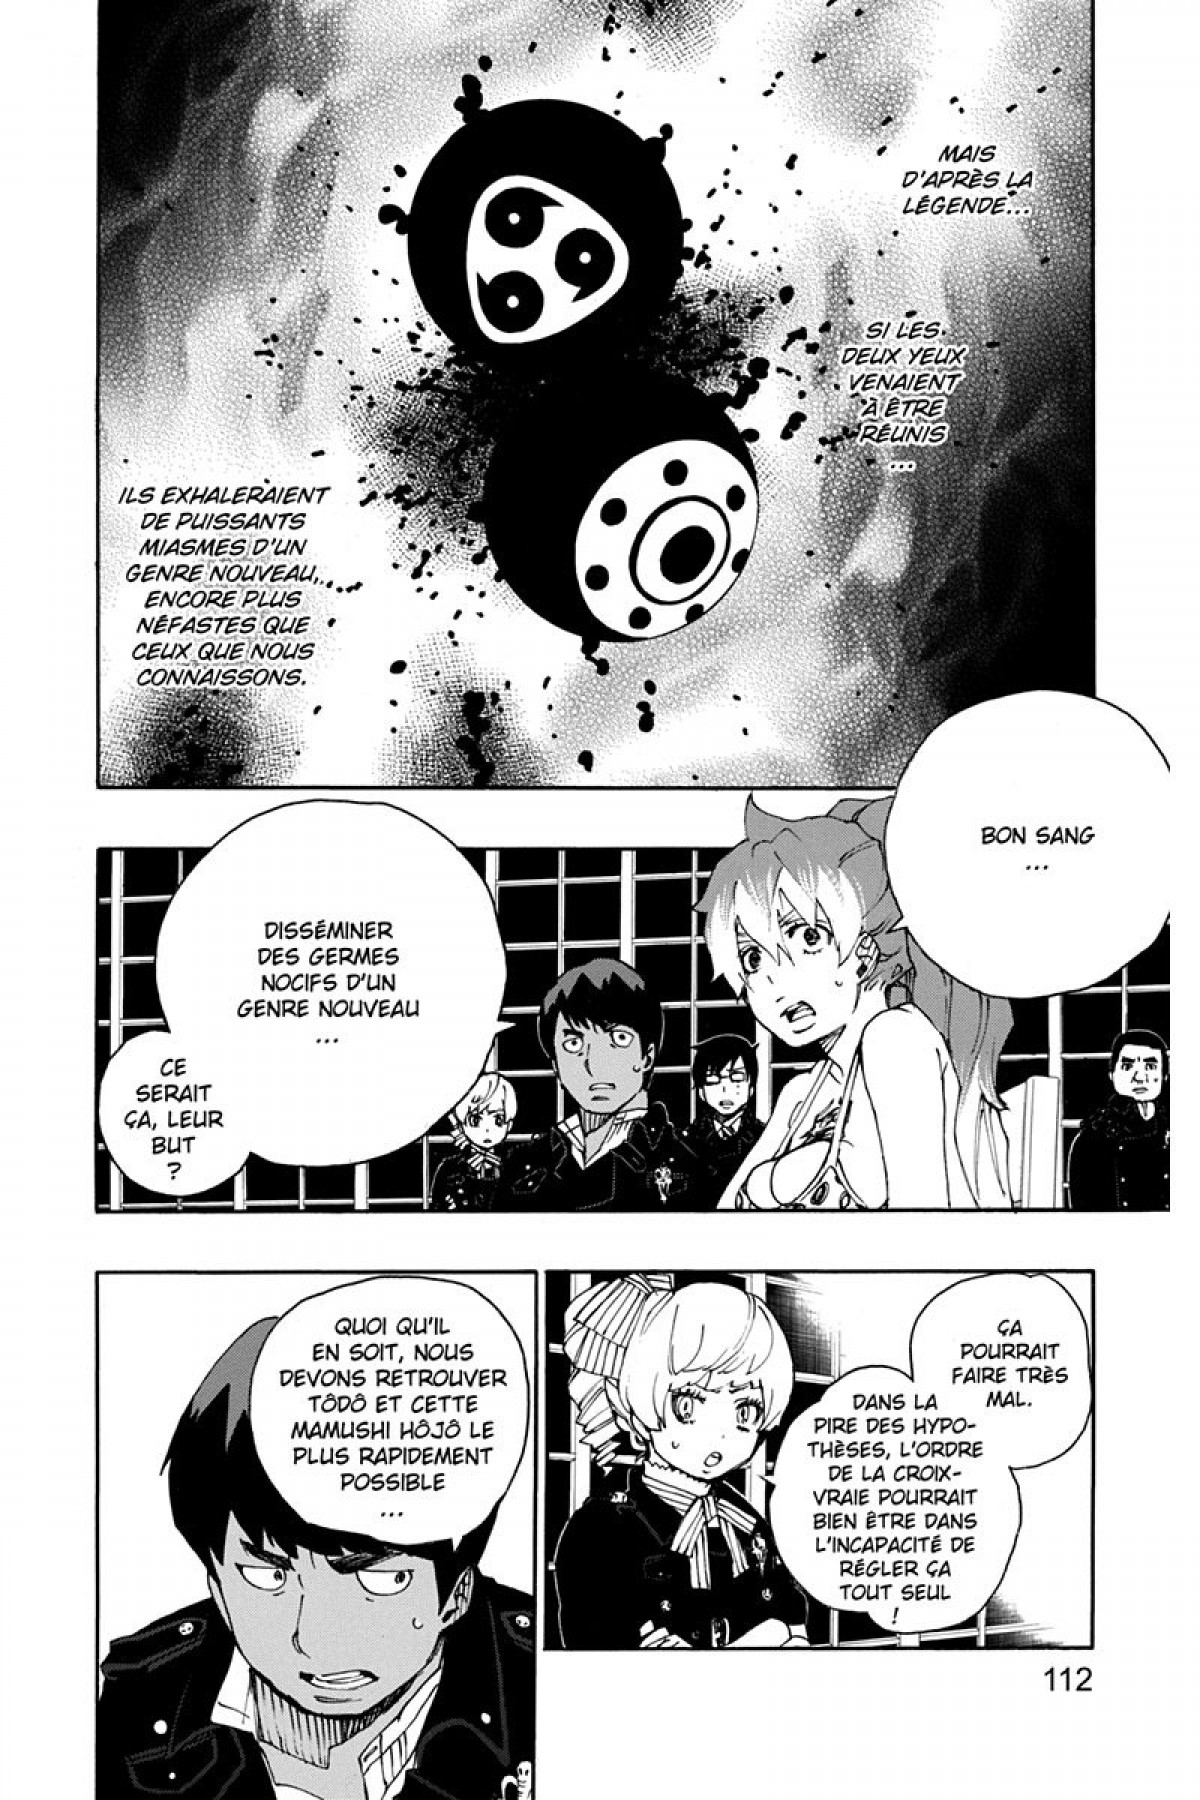 MAIS
D'APRÈS LA
LÉGENDE...
SI LES
DEUX YEUX
VENAIENT
À ÊTRE
RÉUNIS
...
ILS EXHALERAIENT
DE PUISSANTS
MIASMES D'UN
GENRE NOUVEAU,
ENCORE PLUS
NÉFASTES QUE
CEUX QUE NOUS
CONNAISSONS.
BON SANG
...
DISSÉMINER
DES GERMES
NOCIFS D'UN
GENRE NOUVEAU
...
CE
SERAIT
ÇA, LEUR
BUT
?
ÇA
POURRAIT
FAIRE TRÈS
MAL.
DANS LA
PIRE DES HYPO-
THÈSES, L'ORDRE
DE LA CROIX-
VRAIE POURRAIT
BIEN ÊTRE DANS
L'INCAPACITÉ DE
RÉGLER ÇA
TOUT SEUL
!
QUOI QU'IL
EN SOIT, NOUS
DEVONS RETROUVER
TÔDÔ ET CETTE
MAMUSHI HÔJÔ LE
PLUS RAPIDEMENT
POSSIBLE
...
112